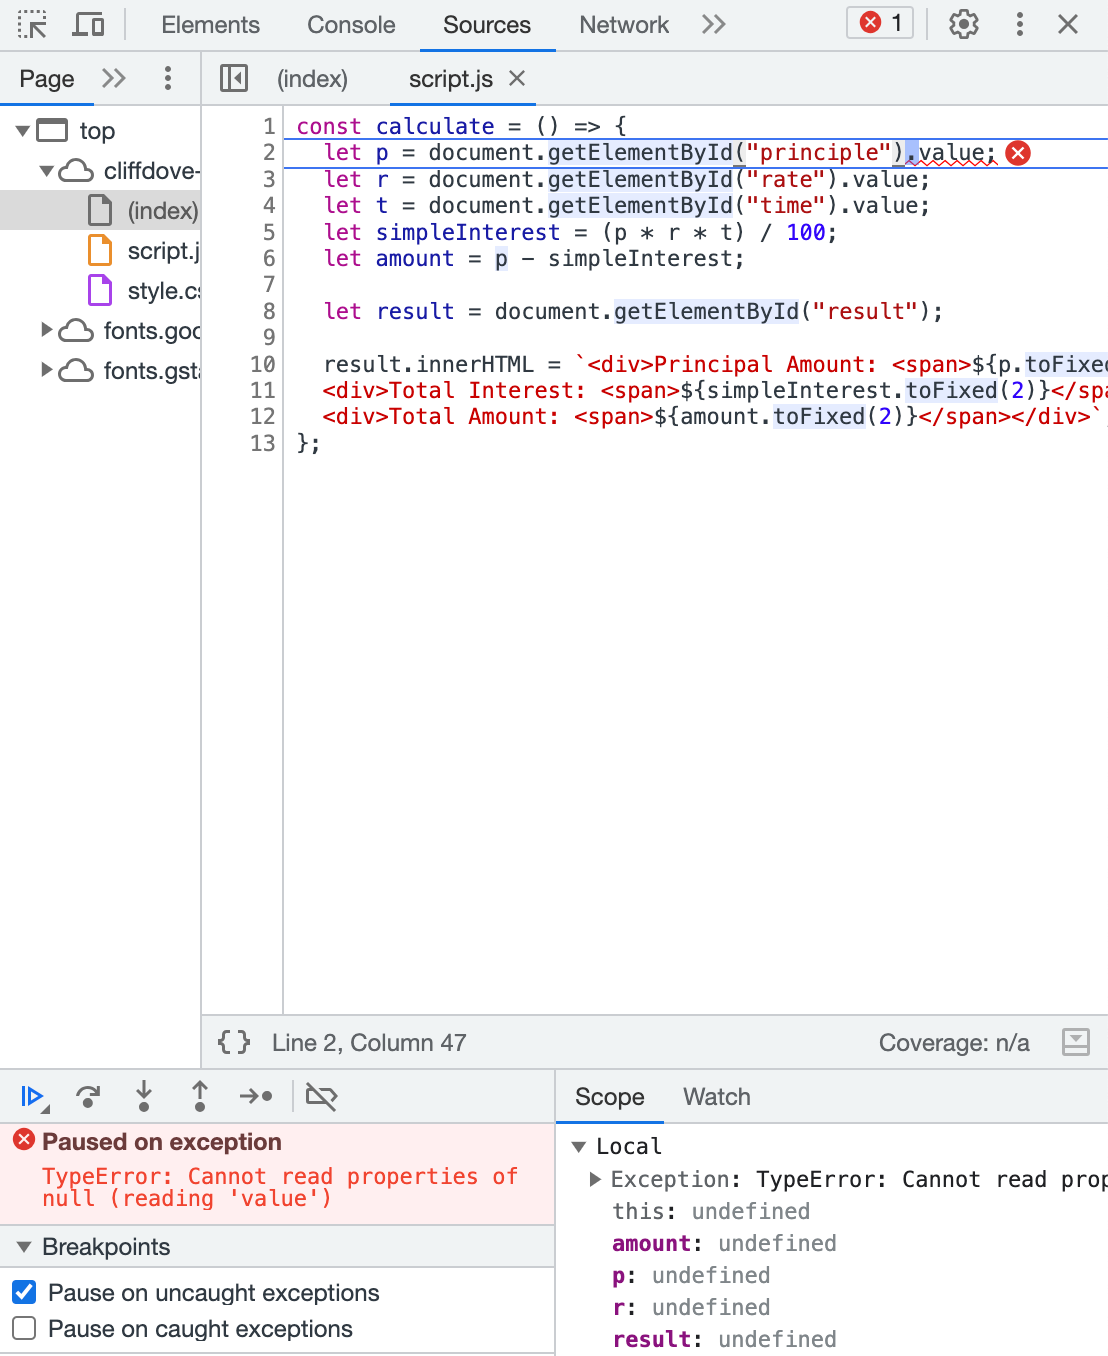 Elements Console Sources Network 1
Page (index) script.js
top
cliffdove-
(index)
script.j
style.cs
fonts.goo
fonts.gsta
1 const calculate = () => {
2 let p = document.getElementById("principle").value;
3 let r = document.getElementById("rate").value;
4 let t = document.getElementById("time").value;
5 let simpleInterest = (p * r * t) / 100;
6 let amount = p - simpleInterest;
7
8 let result = document.getElementById("result");
9
10 result.innerHTML = `<div>Principal Amount: <span>${p.toFixed
11 <div>Total Interest: <span>${simpleInterest.toFixed(2)}</spa
12 <div>Total Amount: <span>${amount.toFixed(2)}</span></div>`
13 };
{ } Line 2, Column 47 Coverage: n/a
Paused on exception
TypeError: Cannot read properties of
null (reading 'value')
Breakpoints
Pause on uncaught exceptions
Pause on caught exceptions
Scope Watch
Local
Exception: TypeError: Cannot read prop
this: undefined
amount: undefined
p: undefined
r: undefined
result: undefined